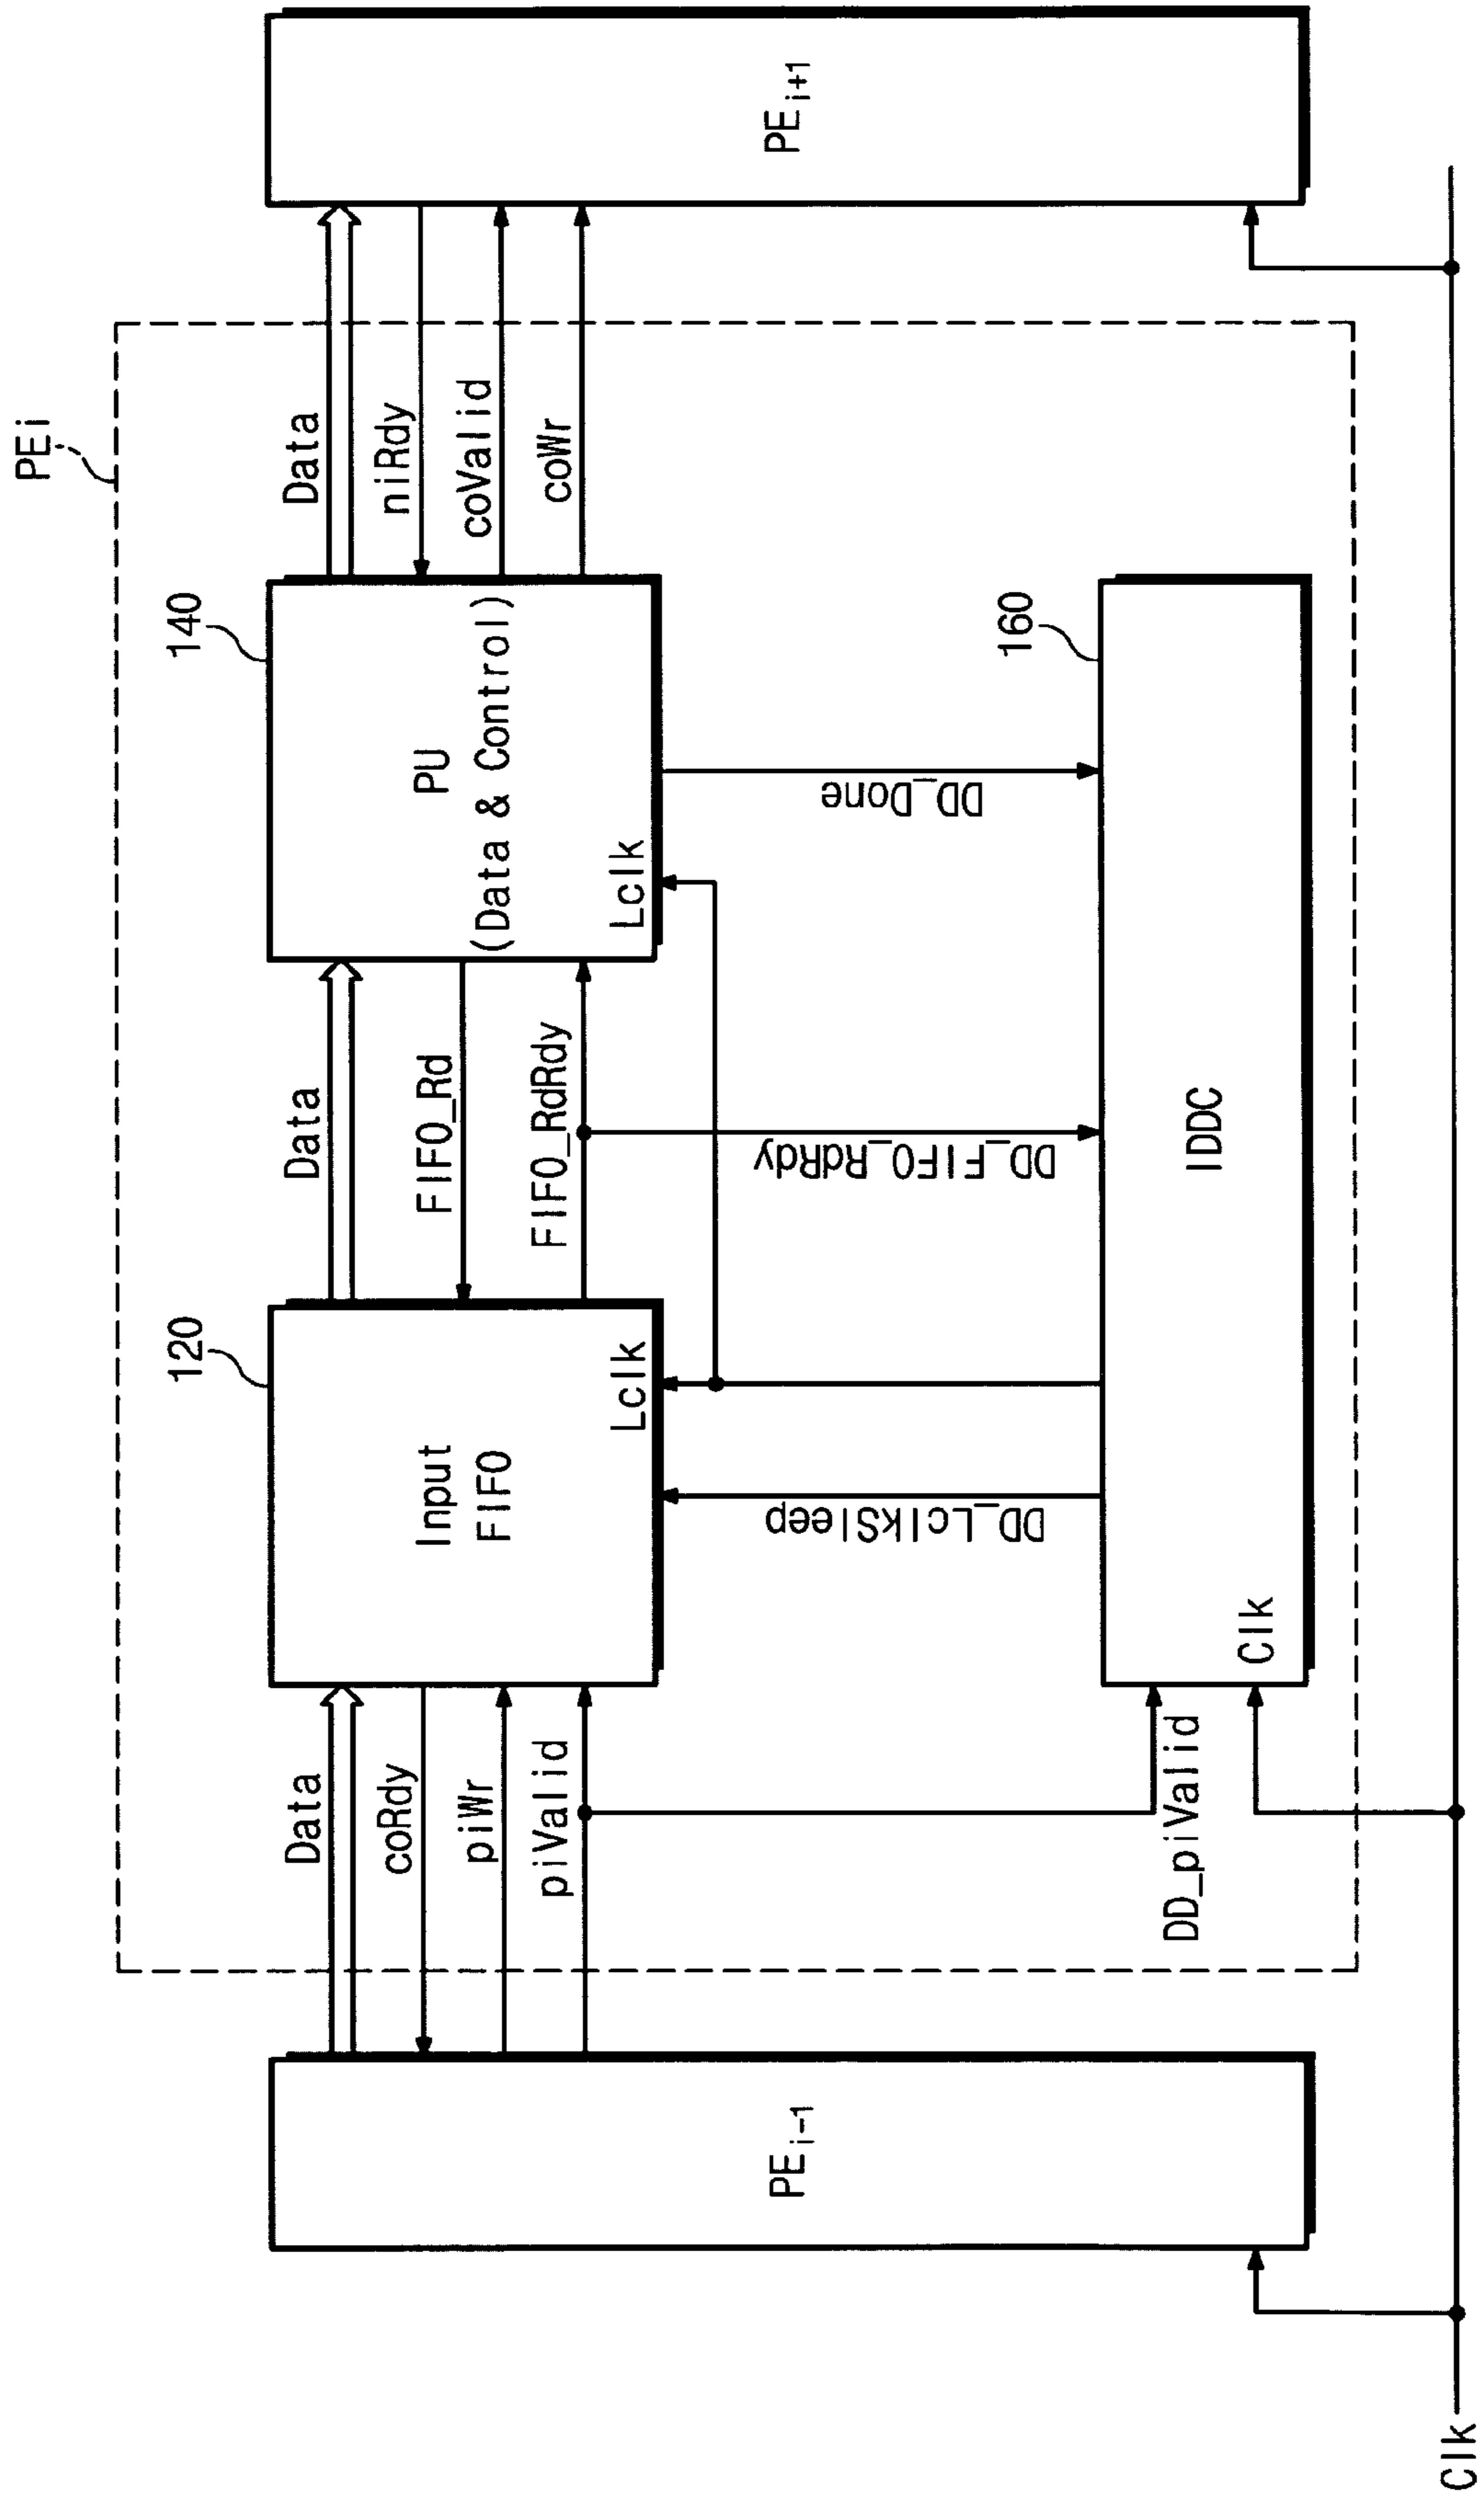 PEi
120
140
Data
coRdy
piWr
piValid
Input
FIFO
Lclk
Data
FIFO_Rd
FIFO_RdRdy
PU
(Data & Control)
Lclk
Data
niRdy
coValid
coWr
PEi-1
DD_LclkSleep
DD_FIFO_RdRdy
DD_Done
PEi+1
160
DD_piValid
IDDC
Clk
Clk